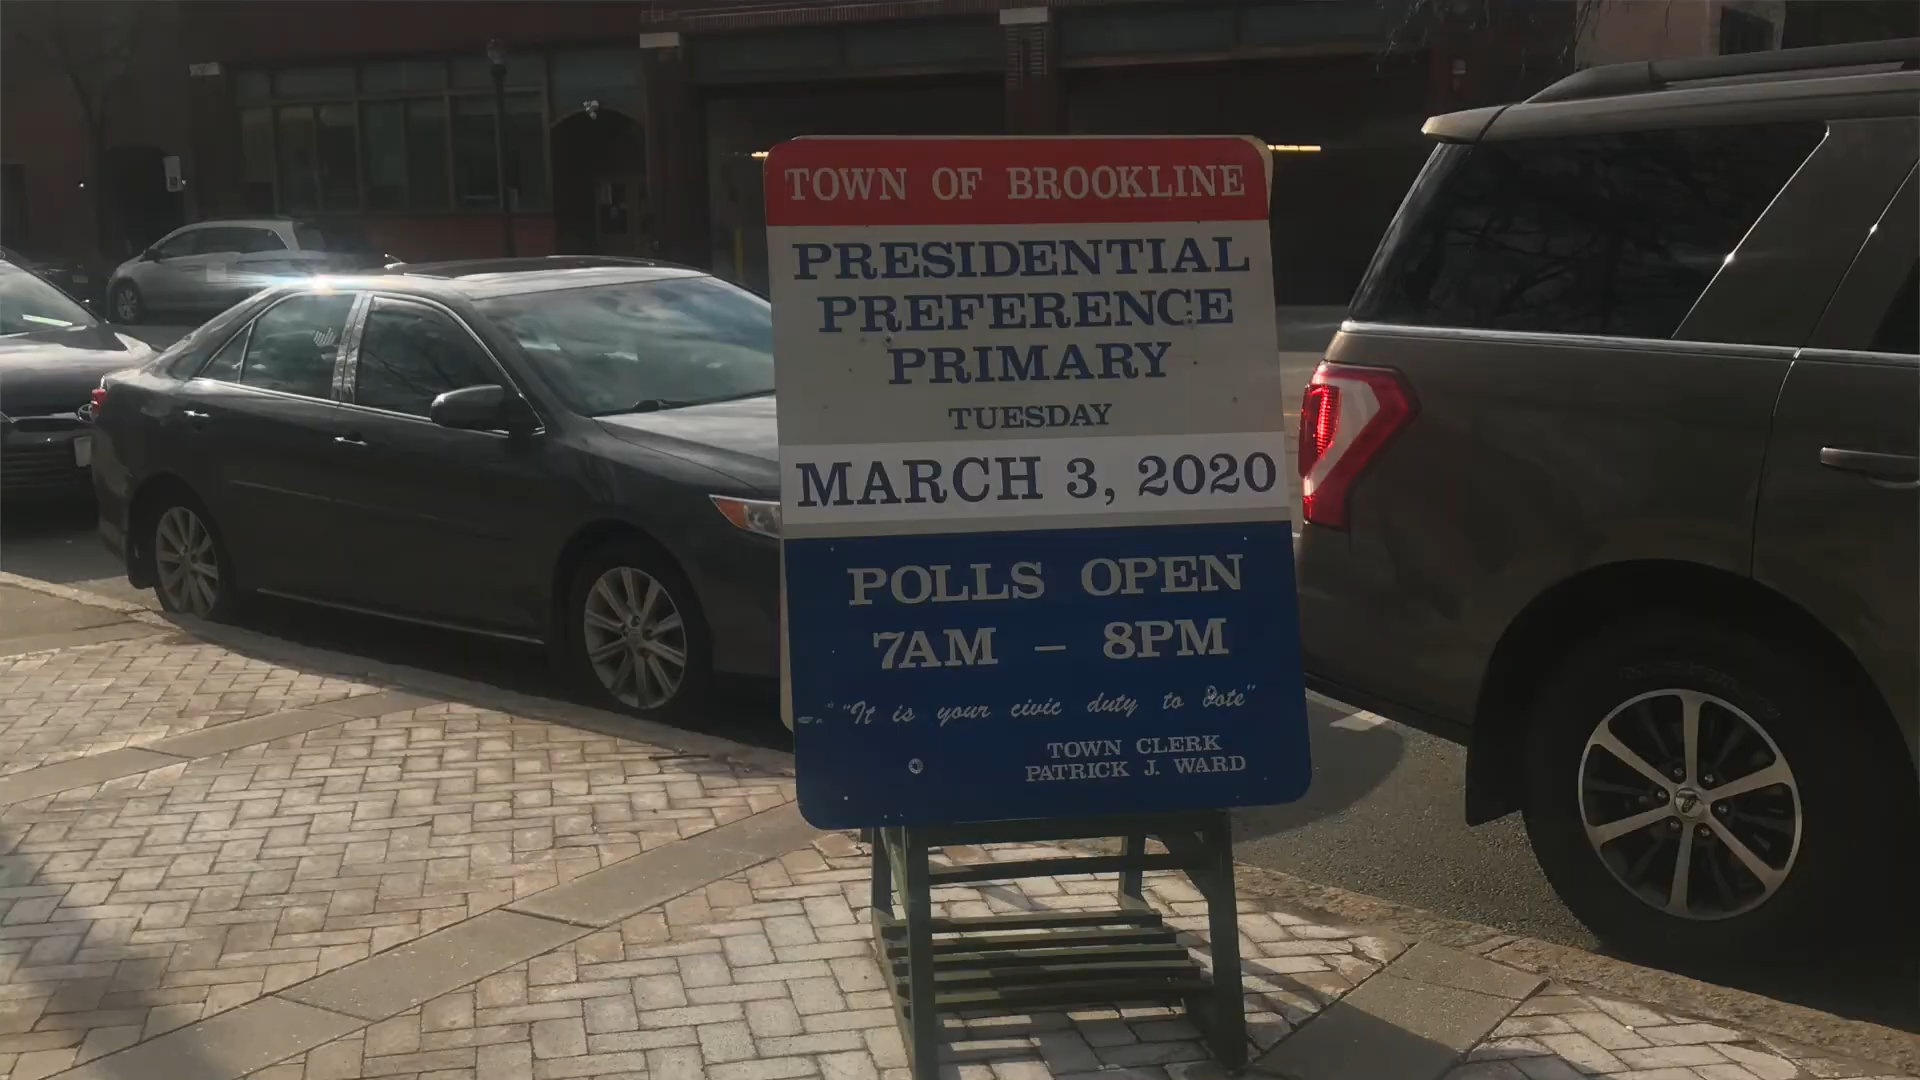 TOWN OF BROOKLINE
PRESIDENTIAL
PREFERENCE
PRIMARY
TUESDAY
MARCH 3, 2020
POLLS OPEN
7AM – 8PM
"It is your civic duty to vote"
TOWN CLERK
PATRICK J. WARD